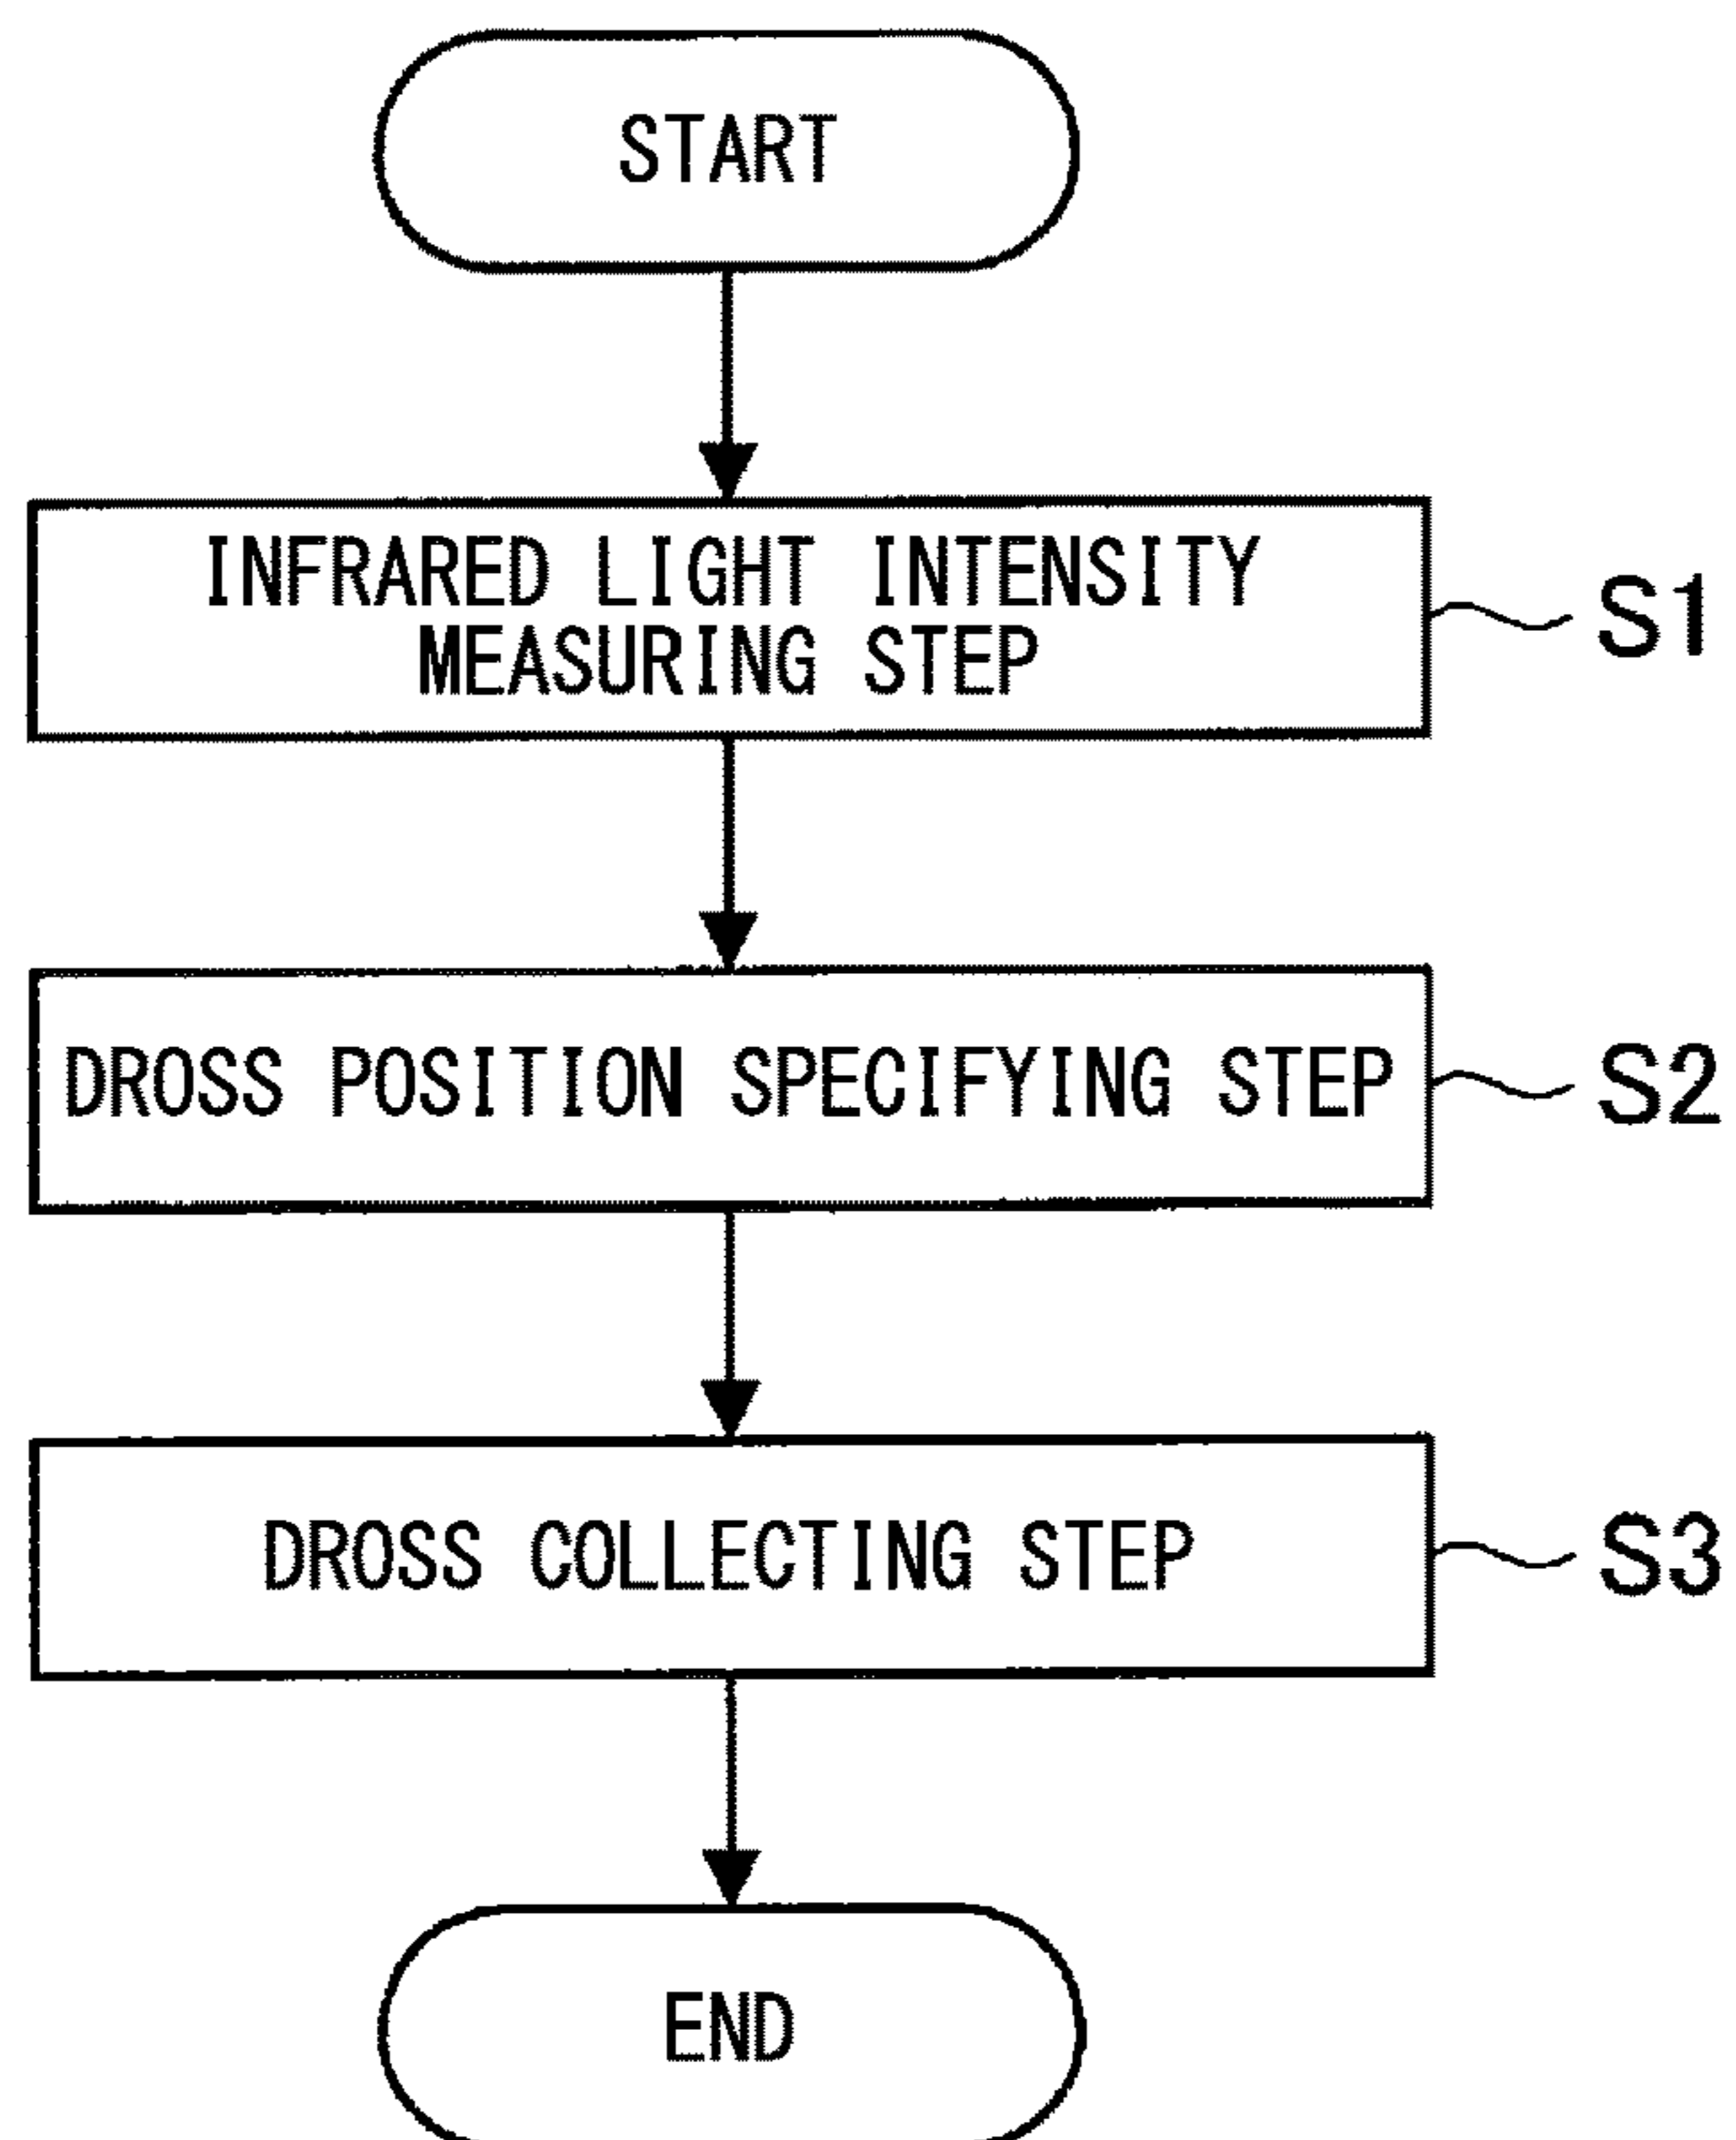 START
INFRARED LIGHT INTENSITY
MEASURING STEP
S1
DROSS POSITION SPECIFYING STEP
S2
DROSS COLLECTING STEP
S3
END